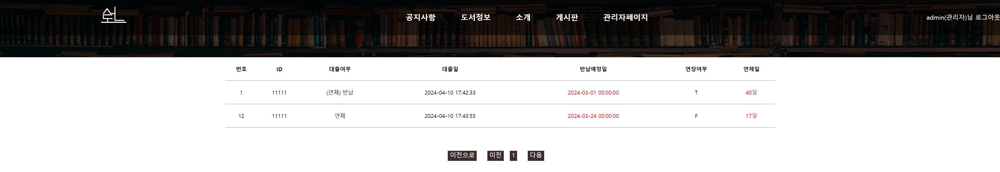 공지사항 도서정보 소개 게시판 관리자페이지 admin(관리자)님 로그아웃
번호 ID 대출여부 대출일 반납예정일 연장여부 연체일
1 11111 (연체) 반납 2024-04-10 17:42:33 2024-03-01 00:00:00 T 40일
12 11111 연체 2024-04-10 17:43:55 2024-03-24 00:00:00 F 17일
이전으로 이전 1 다음